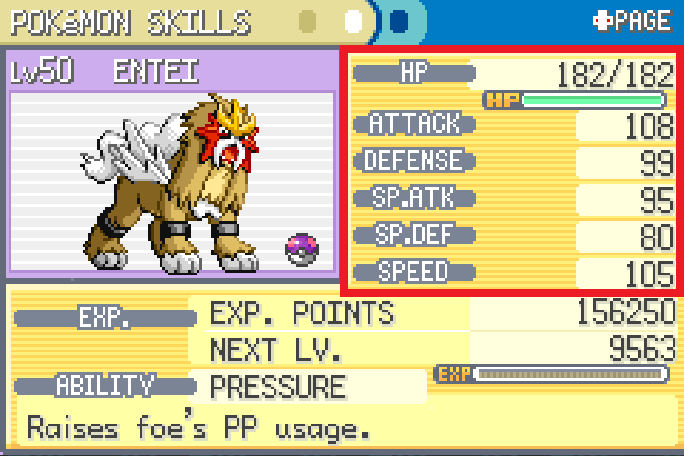 POKéMON SKILLS
PAGE
Lv50 ENTEI
HP 182/182
HP
ATTACK 108
DEFENSE 99
SP.ATK 95
SP.DEF 80
SPEED 105
EXP. EXP. POINTS 156250
NEXT LV. 9563
EXP
ABILITY PRESSURE
Raises foe's PP usage.